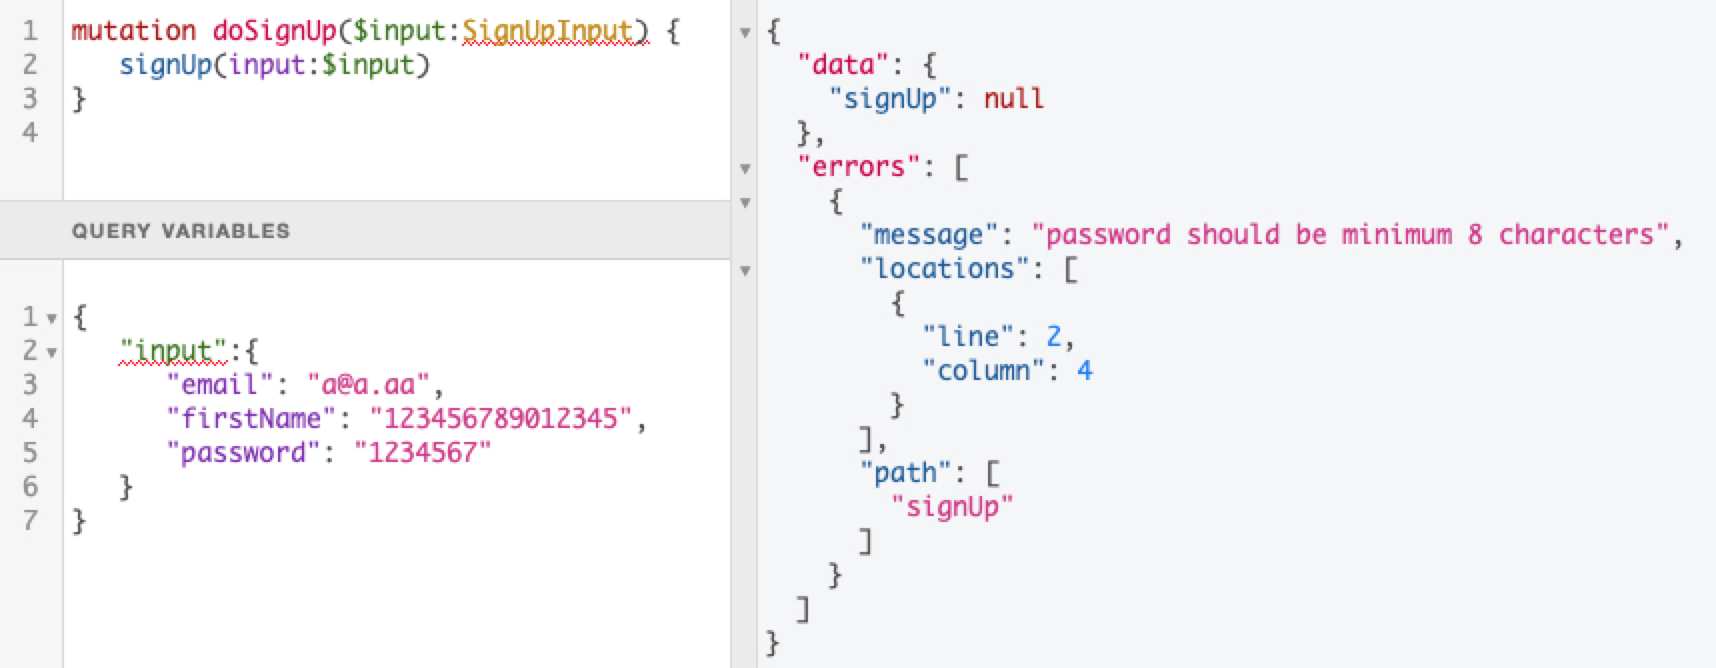 1 mutation doSignUp($input:SignUpInput) {
2 signUp(input:$input)
3 }
4
QUERY VARIABLES
1 {
2 "input":{
3 "email": "a@a.aa",
4 "firstName": "123456789012345",
5 "password": "1234567"
6 }
7 }
{
"data": {
"signUp": null
},
"errors": [
{
"message": "password should be minimum 8 characters",
"locations": [
{
"line": 2,
"column": 4
}
],
"path": [
"signUp"
]
}
]
}